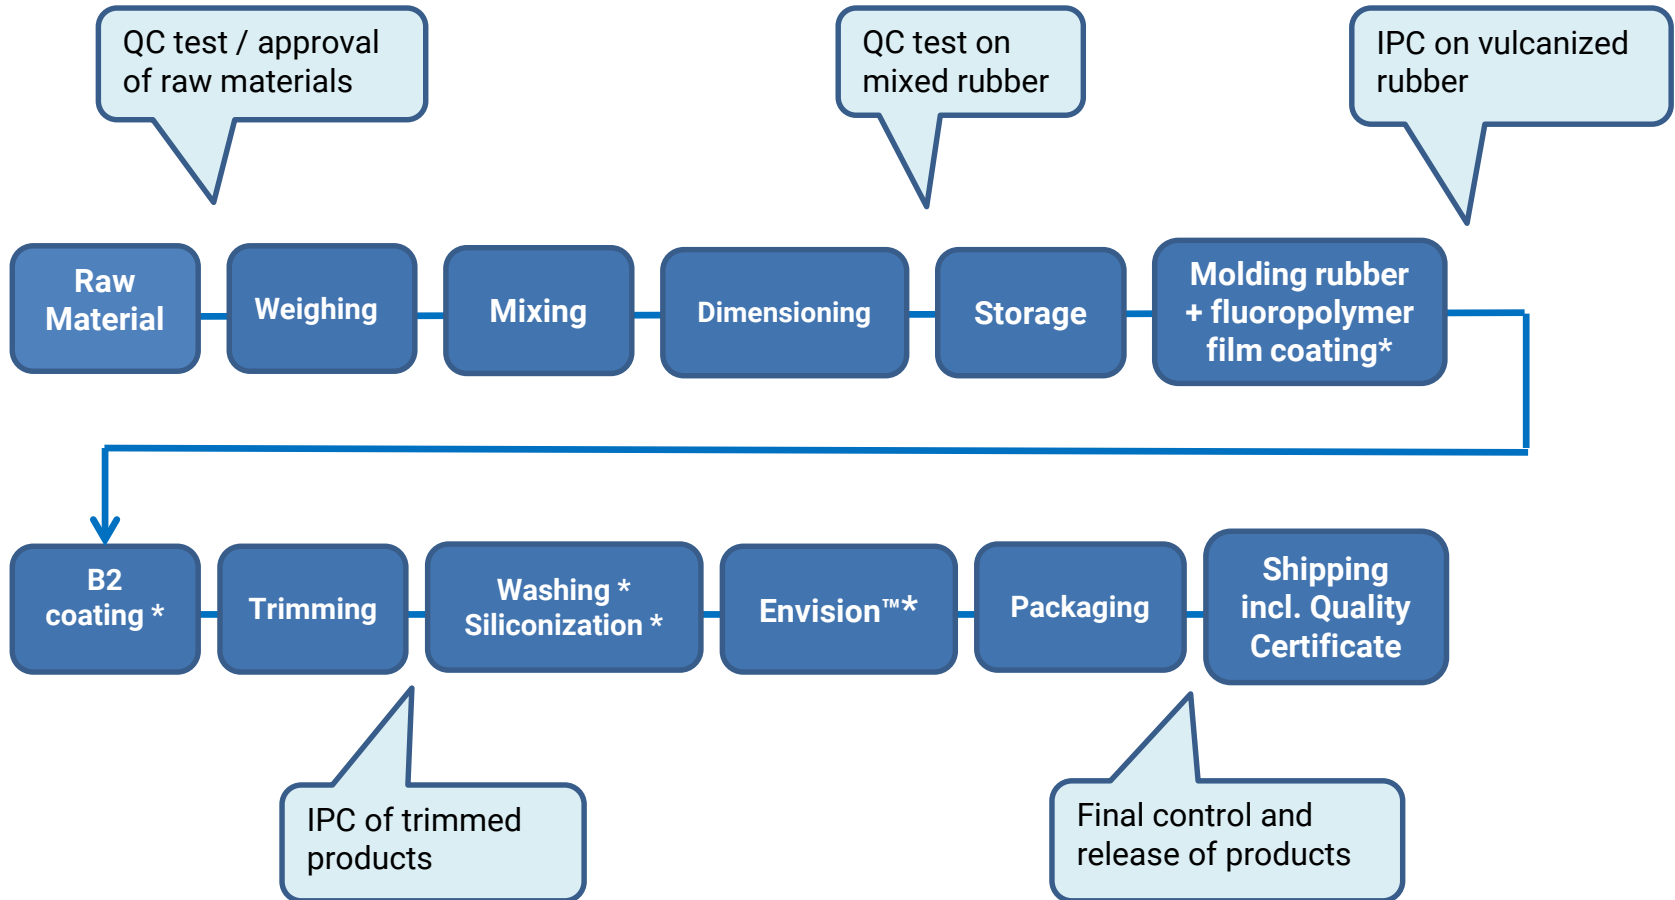 QC test / approval
of raw materials
QC test on
mixed rubber
IPC on vulcanized
rubber
Raw
Material
Weighing
Mixing
Dimensioning
Storage
Molding rubber
+ fluoropolymer
film coating*
B2
coating *
Trimming
Washing *
Siliconization *
Envision™*
Packaging
Shipping
incl. Quality
Certificate
IPC of trimmed
products
Final control and
release of products